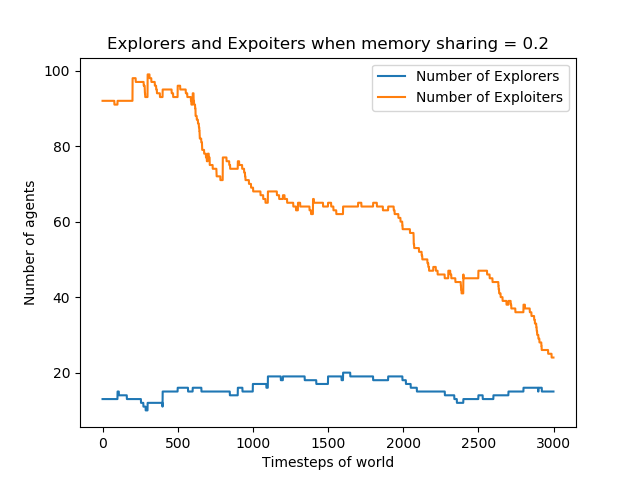 Explorers and Expoiters when memory sharing = 0.2
Number of Explorers
Number of Exploiters
Number of agents
100
80
60
40
20
0 500 1000 1500 2000 2500 3000
Timesteps of world